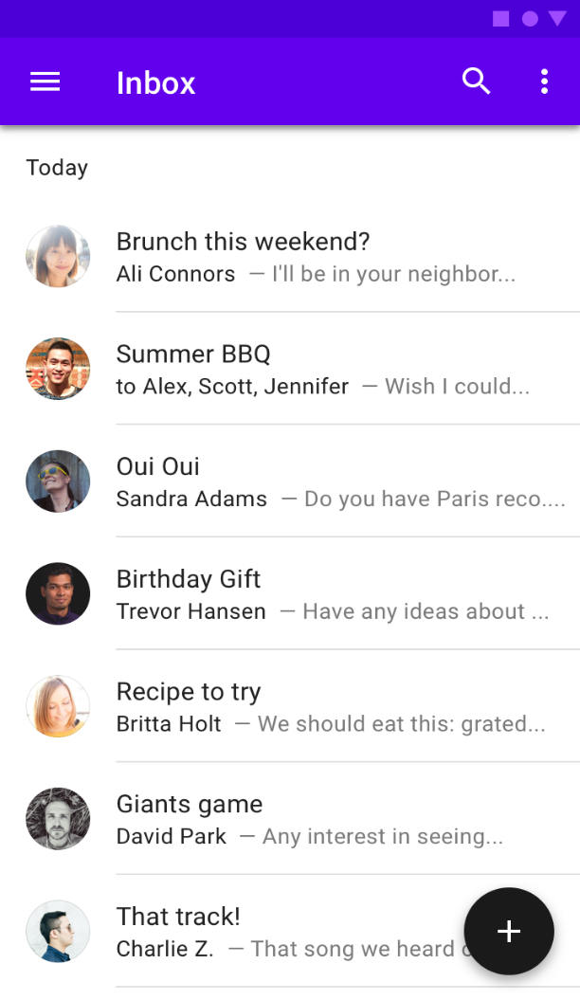 Inbox
Today
Brunch this weekend?
Ali Connors — I'll be in your neighbor...
Summer BBQ
to Alex, Scott, Jennifer — Wish I could...
Oui Oui
Sandra Adams — Do you have Paris reco....
Birthday Gift
Trevor Hansen — Have any ideas about ...
Recipe to try
Britta Holt — We should eat this: grated...
Giants game
David Park — Any interest in seeing...
That track!
Charlie Z. — That song we heard